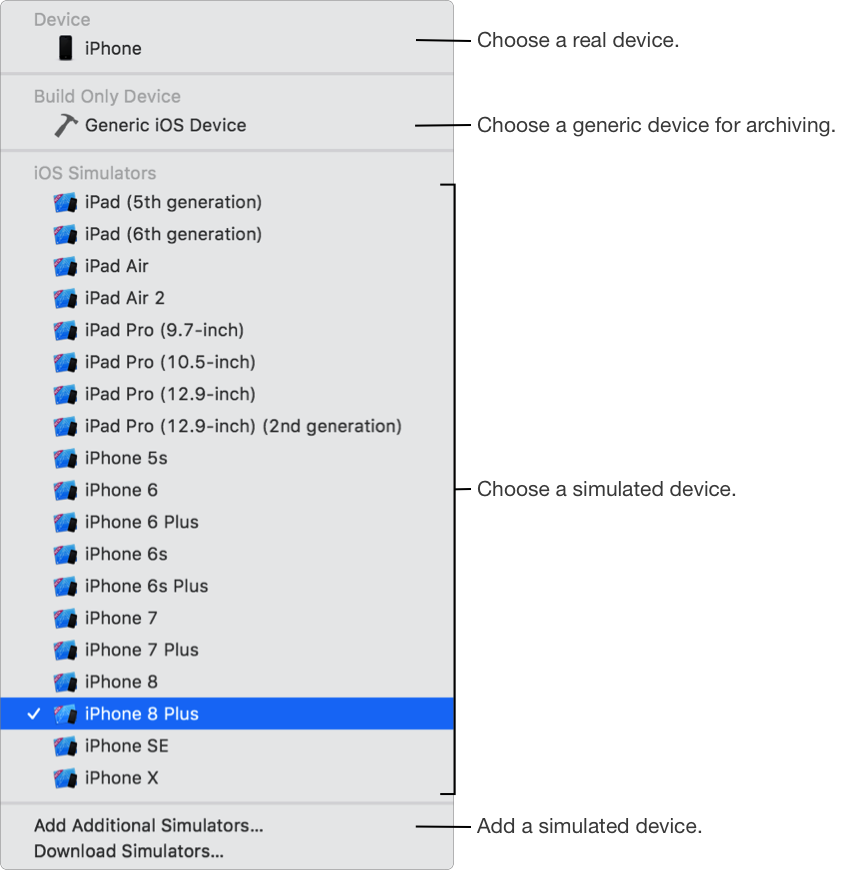 Device
iPhone
Choose a real device.
Build Only Device
Generic iOS Device
Choose a generic device for archiving.
iOS Simulators
iPad (5th generation)
iPad (6th generation)
iPad Air
iPad Air 2
iPad Pro (9.7-inch)
iPad Pro (10.5-inch)
iPad Pro (12.9-inch)
iPad Pro (12.9-inch) (2nd generation)
iPhone 5s
iPhone 6
Choose a simulated device.
iPhone 6 Plus
iPhone 6s
iPhone 6s Plus
iPhone 7
iPhone 7 Plus
iPhone 8
iPhone 8 Plus
iPhone SE
iPhone X
Add Additional Simulators...
Add a simulated device.
Download Simulators...